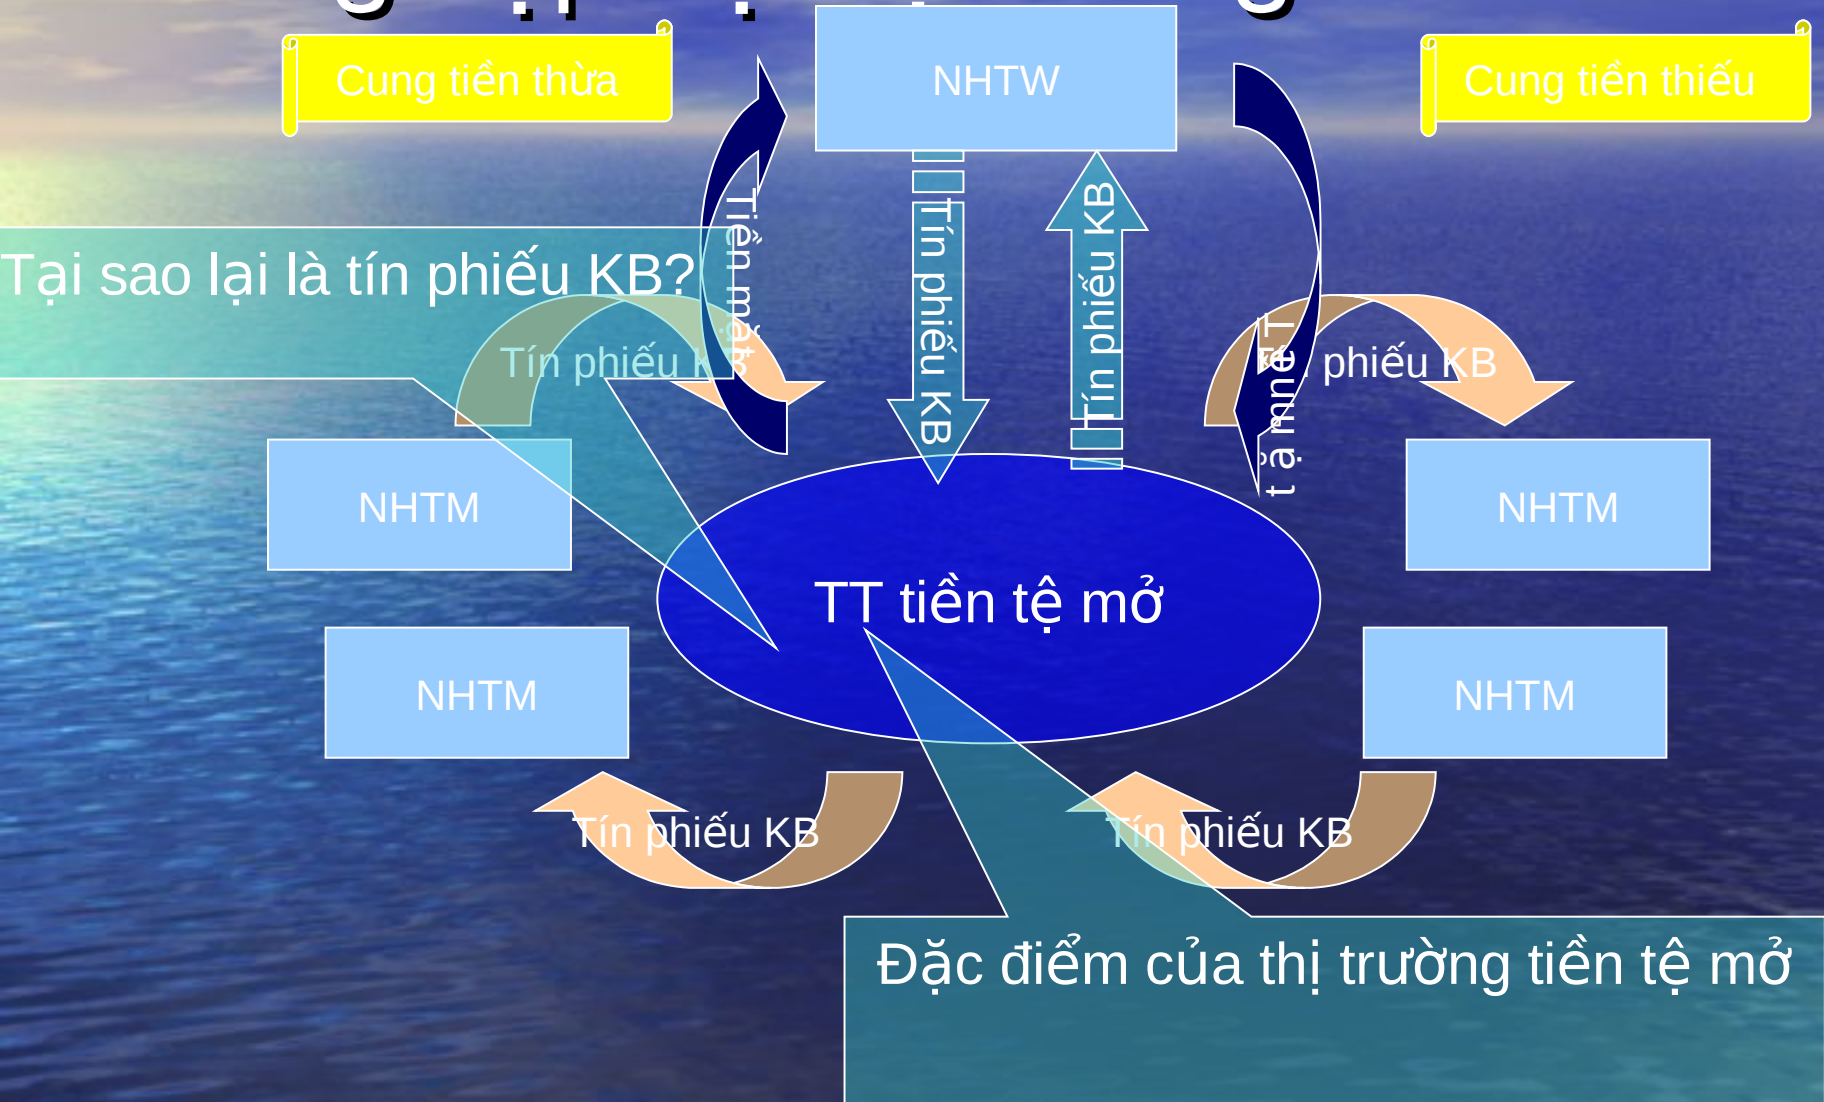 Cung tiền thừa
NHTW
Cung tiền thiếu
Tiền mặt
Tín phiếu KB
Tín phiếu KB
Tại sao lại là tín phiếu KB?
Tín phiếu KB
phiếu KB
NHTM
NHTM
TT tiền tệ mở
NHTM
NHTM
Tín phiếu KB
Tín phiếu KB
Đặc điểm của thị trường tiền tệ mở